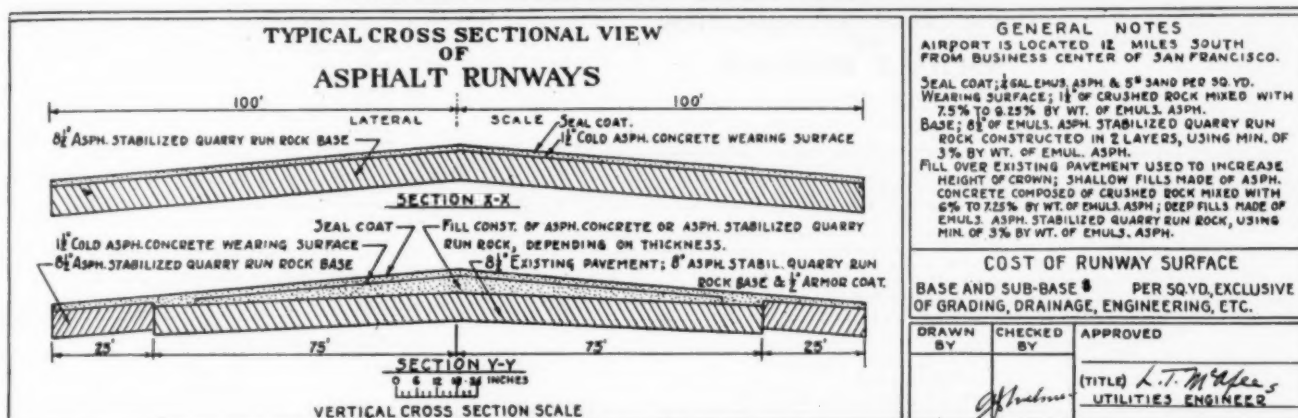 TYPICAL CROSS SECTIONAL VIEW
OF
ASPHALT RUNWAYS
100' 100'
LATERAL SCALE
8½" ASPH. STABILIZED QUARRY RUN ROCK BASE
SEAL COAT.
1½" COLD ASPH. CONCRETE WEARING SURFACE
SECTION X-X
SEAL COAT
FILL CONST. OF ASPH. CONCRETE OR ASPH. STABILIZED QUARRY
RUN ROCK, DEPENDING ON THICKNESS.
1½" COLD ASPH. CONCRETE WEARING SURFACE
8½" ASPH. STABILIZED QUARRY RUN ROCK BASE
8½" EXISTING PAVEMENT; 8" ASPH. STABIL. QUARRY RUN
ROCK BASE & ½" ARMOR COAT.
25' 75' 75' 25'
SECTION Y-Y
0 6 12 18 24 INCHES
VERTICAL CROSS SECTION SCALE
GENERAL NOTES
AIRPORT IS LOCATED 12 MILES SOUTH
FROM BUSINESS CENTER OF SAN FRANCISCO.
SEAL COAT; GAL. EMUS. ASPH. & 5# SAND PER SQ. YD.
WEARING SURFACE; 1½" OF CRUSHED ROCK MIXED WITH
7.5% TO 8.25% BY WT. OF EMULS. ASPH.
BASE; 8½" OF EMULS. ASPH. STABILIZED QUARRY RUN
ROCK CONSTRUCTED IN 2 LAYERS, USING MIN. OF
3% BY WT. OF EMUL. ASPH.
FILL OVER EXISTING PAVEMENT USED TO INCREASE
HEIGHT OF CROWN; SHALLOW FILLS MADE OF ASPH.
CONCRETE COMPOSED OF CRUSHED ROCK MIXED WITH
6% TO 7.25% BY WT. OF EMULS. ASPH; DEEP FILLS MADE OF
EMULS. ASPH. STABILIZED QUARRY RUN ROCK, USING
MIN. OF 3% BY WT. OF EMULS. ASPH.
COST OF RUNWAY SURFACE
BASE AND SUB-BASE $ PER SQ. YD, EXCLUSIVE
OF GRADING, DRAINAGE, ENGINEERING, ETC.
DRAWN BY
CHECKED BY
APPROVED
(TITLE) L. T. McAfee
UTILITIES ENGINEER